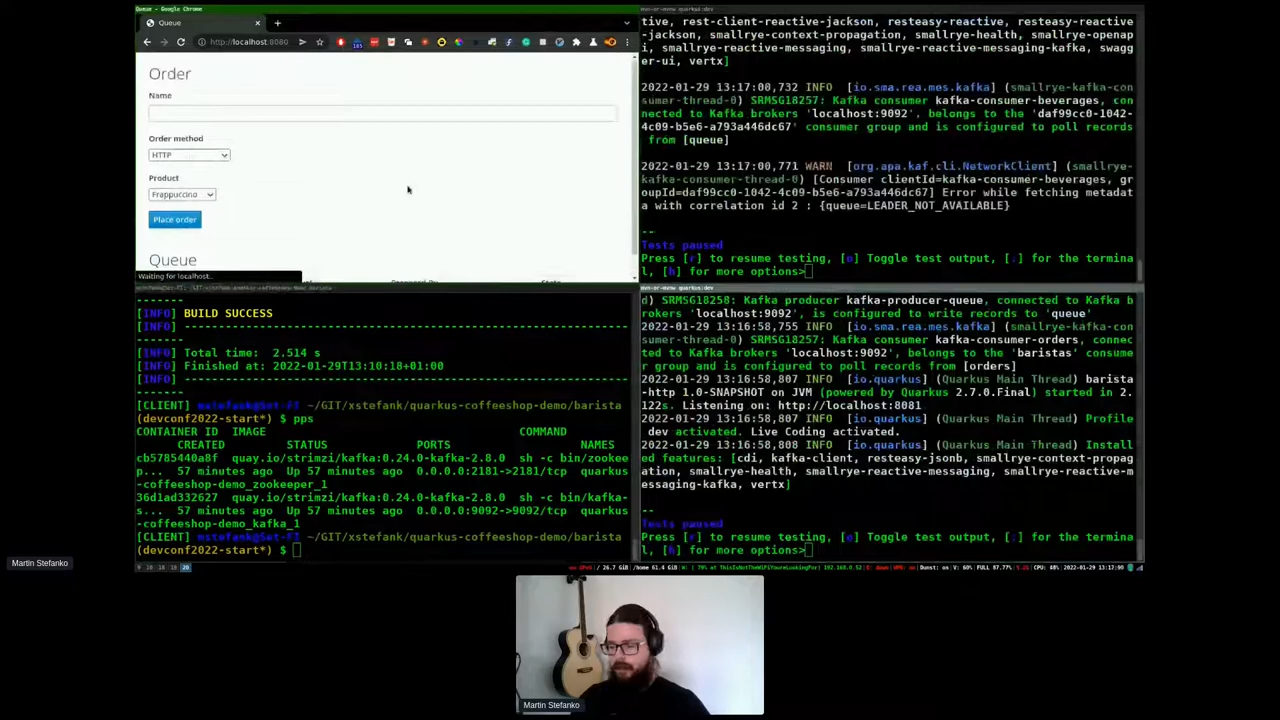 Queue - Google Chrome
Queue
http://localhost:8080
Order
Name
Order method
HTTP
Product
Frappuccino
Place order
Queue
Waiting for localhost..
mvn-or-mvnw quarkus:dev
tive, rest-client-reactive-jackson, resteasy-reactive, resteasy-reactive
-jackson, smallrye-context-propagation, smallrye-health, smallrye-openap
i, smallrye-reactive-messaging, smallrye-reactive-messaging-kafka, swagg
er-ui, vertx]
2022-01-29 13:17:00,732 INFO  [io.sma.rea.mes.kafka] (smallrye-kafka-con
sumer-thread-0) SRMSG18257: Kafka consumer kafka-consumer-beverages, con
nected to Kafka brokers 'localhost:9092', belongs to the 'daf99cc0-1042-
4c09-b5e6-a793a446dc67' consumer group and is configured to poll records
from [queue]
2022-01-29 13:17:00,771 WARN  [org.apa.kaf.cli.NetworkClient] (smallrye-
kafka-consumer-thread-0) [Consumer clientId=kafka-consumer-beverages, gr
oupId=daf99cc0-1042-4c09-b5e6-a793a446dc67] Error while fetching metadat
a with correlation id 2 : {queue=LEADER_NOT_AVAILABLE}
--
Tests paused
Press [r] to resume testing, [o] Toggle test output, [:] for the termina
l, [h] for more options>
-------
[INFO] BUILD SUCCESS
[INFO] -----------------------------------------------------------------
-------
[INFO] Total time:  2.514 s
[INFO] Finished at: 2022-01-29T13:10:18+01:00
[INFO] -----------------------------------------------------------------
-------
[CLIENT] ~/GIT/xstefank/quarkus-coffeeshop-demo/barista
(devconf2022-start*) $ pps
CONTAINER ID  IMAGE  COMMAND
CREATED  STATUS  PORTS  NAMES
cb5785440a8f  quay.io/strimzi/kafka:0.24.0-kafka-2.8.0  sh -c bin/zookee
p...  57 minutes ago  Up 57 minutes ago  0.0.0.0:2181->2181/tcp  quarkus
-coffeeshop-demo_zookeeper_1
36d1ad332627  quay.io/strimzi/kafka:0.24.0-kafka-2.8.0  sh -c bin/kafka-
s...  57 minutes ago  Up 57 minutes ago  0.0.0.0:9092->9092/tcp  quarkus
-coffeeshop-demo_kafka_1
[CLIENT] ~/GIT/xstefank/quarkus-coffeeshop-demo/barista
(devconf2022-start*) $
mvn-or-mvnw quarkus:dev
d) SRMSG18258: Kafka producer kafka-producer-queue, connected to Kafka b
rokers 'localhost:9092', is configured to write records to 'queue'
2022-01-29 13:16:58,755 INFO  [io.sma.rea.mes.kafka] (smallrye-kafka-con
sumer-thread-0) SRMSG18257: Kafka consumer kafka-consumer-orders, connec
ted to Kafka brokers 'localhost:9092', belongs to the 'baristas' consume
r group and is configured to poll records from [orders]
2022-01-29 13:16:58,807 INFO  [io.quarkus] (Quarkus Main Thread) barista
-http 1.0-SNAPSHOT on JVM (powered by Quarkus 2.7.0.Final) started in 2.
122s. Listening on: http://localhost:8081
2022-01-29 13:16:58,807 INFO  [io.quarkus] (Quarkus Main Thread) Profile
dev activated. Live Coding activated.
2022-01-29 13:16:58,808 INFO  [io.quarkus] (Quarkus Main Thread) Install
ed features: [cdi, kafka-client, resteasy-jsonb, smallrye-context-propag
ation, smallrye-health, smallrye-reactive-messaging, smallrye-reactive-m
essaging-kafka, vertx]
--
Tests paused
Press [r] to resume testing, [o] Toggle test output, [:] for the termina
l, [h] for more options>
Martin Stefanko
Martin Stefanko